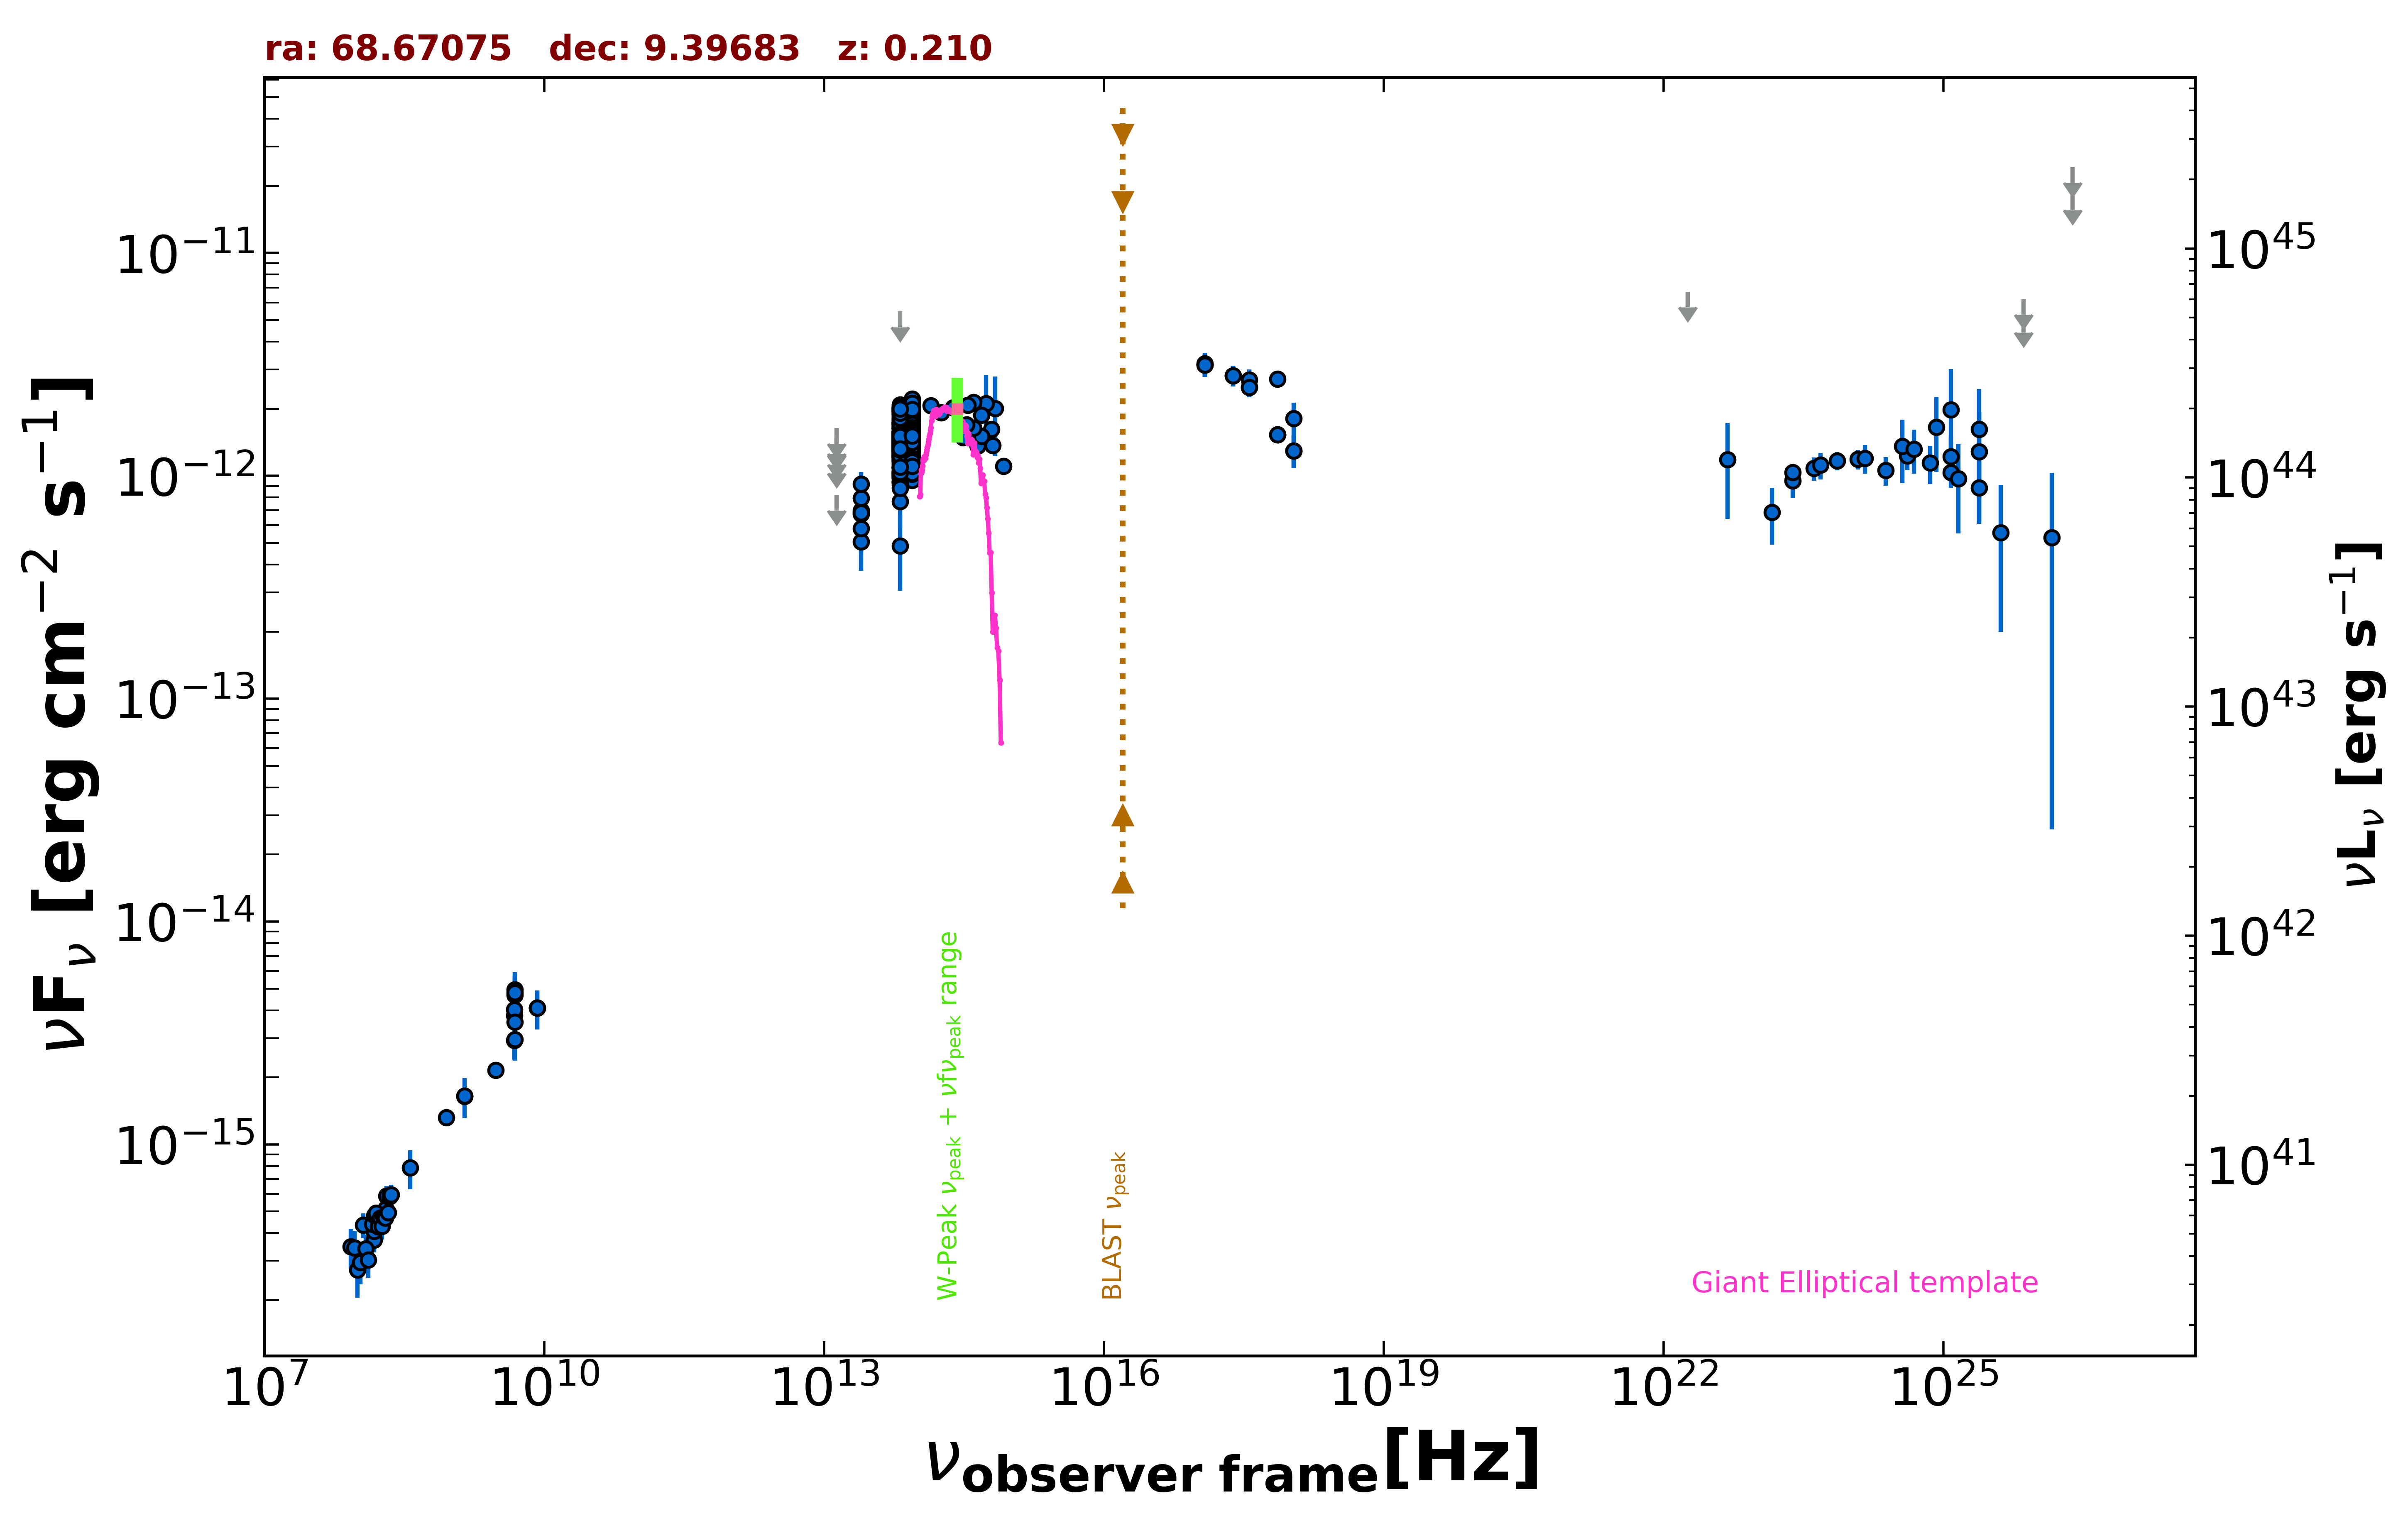 ra: 68.67075   dec: 9.39683   z: 0.210
νFν [erg cm−2 s−1]
10−11
10−12
10−13
10−14
10−15
1045
1044
1043
1042
1041
νLν [erg s−1]
W-Peak νpeak + νfνpeak range
BLAST νpeak
Giant Elliptical template
107
1010
1013
1016
1019
1022
1025
νobserver frame[Hz]